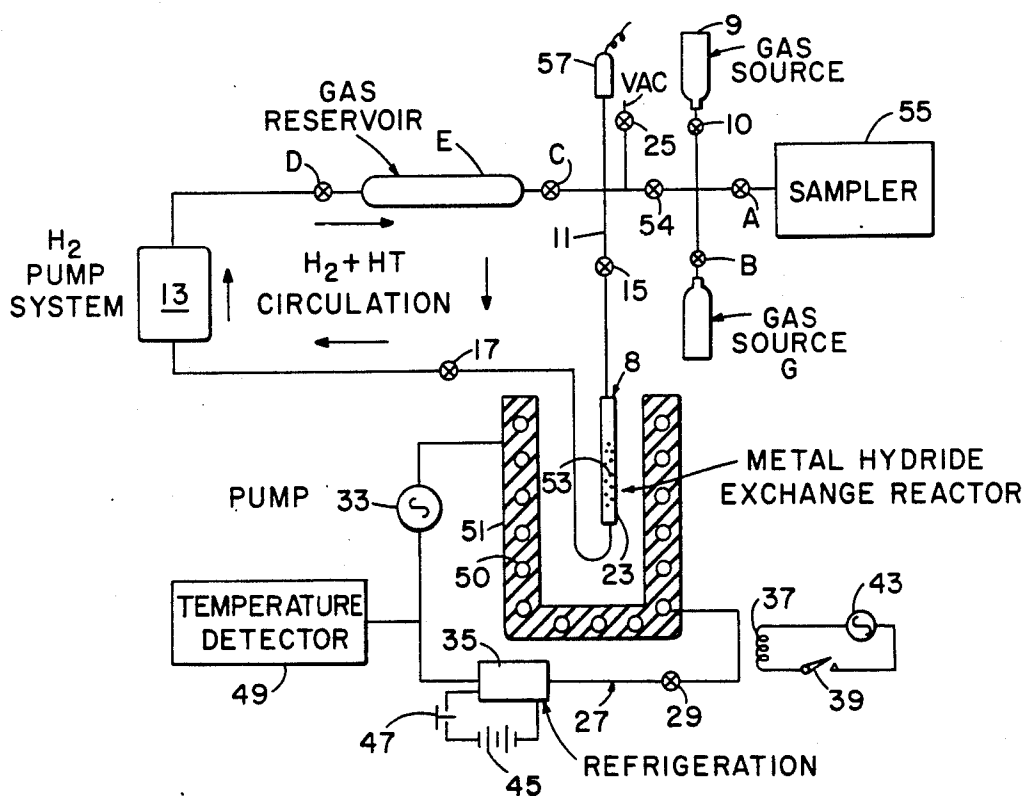 9
GAS
SOURCE
57
VAC
GAS
RESERVOIR
E
25
10
55
D
C
54
A
SAMPLER
11
H2
PUMP
SYSTEM
13
H2 + HT
CIRCULATION
15
B
GAS
SOURCE
G
17
8
53
METAL HYDRIDE
EXCHANGE REACTOR
PUMP
33
51
50
23
37
43
TEMPERATURE
DETECTOR
35
39
49
27
29
47
45
REFRIGERATION